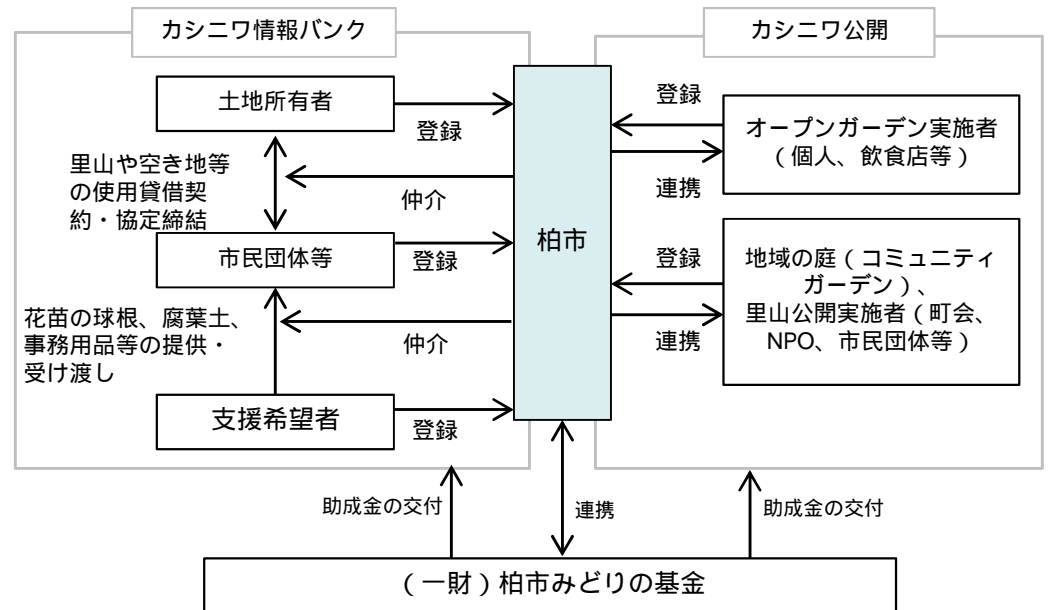 カシニワ情報バンク
カシニワ公開
土地所有者
登録
里山や空き地等
の使用貸借契
約・協定締結
仲介
市民団体等
登録
花苗の球根、腐葉土、
事務用品等の提供・
受け渡し
仲介
支援希望者
登録
柏市
登録
連携
オープンガーデン実施者
（個人、飲食店等）
登録
連携
地域の庭（コミュニティ
ガーデン）、
里山公開実施者（町会、
NPO、市民団体等）
助成金の交付
連携
助成金の交付
（一財）柏市みどりの基金